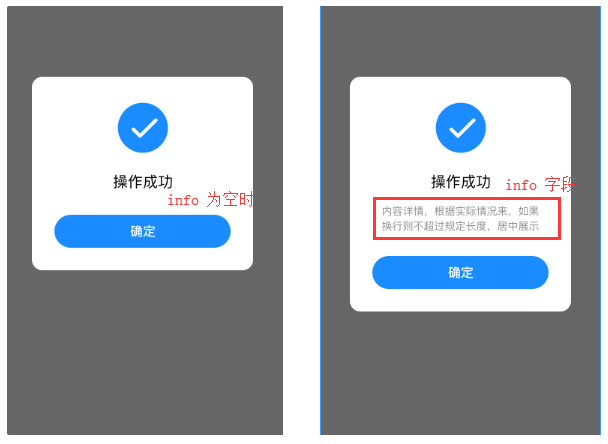 操作成功
info 为空时
确定
操作成功
info 字段
内容详情，根据实际情况来，如果
换行则不超过规定长度，居中展示
确定